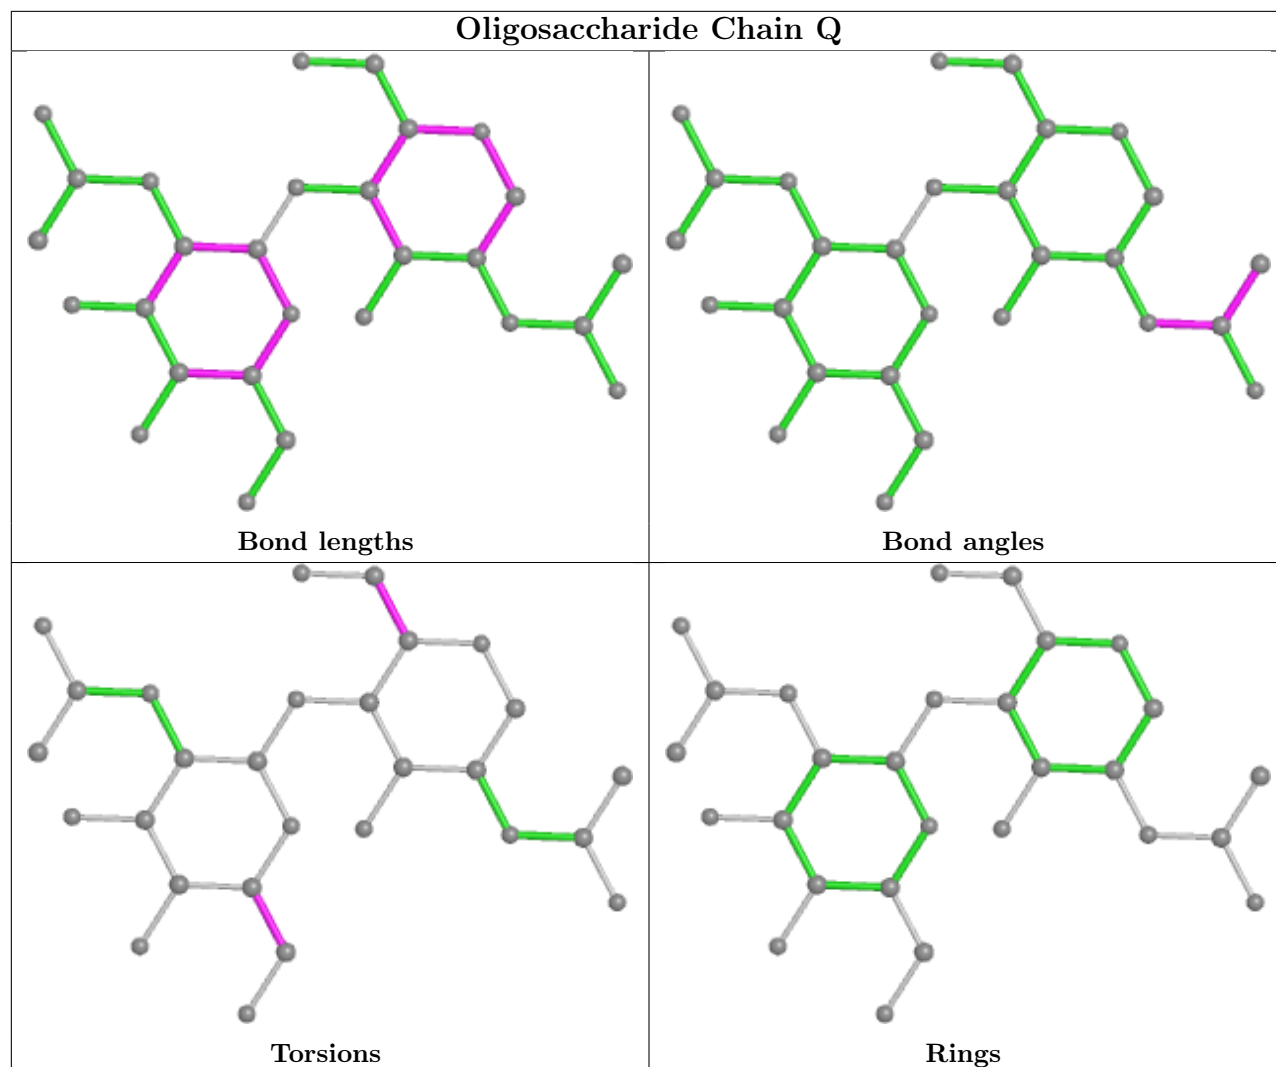 Oligosaccharide Chain Q
Bond lengths
Bond angles
Torsions
Rings